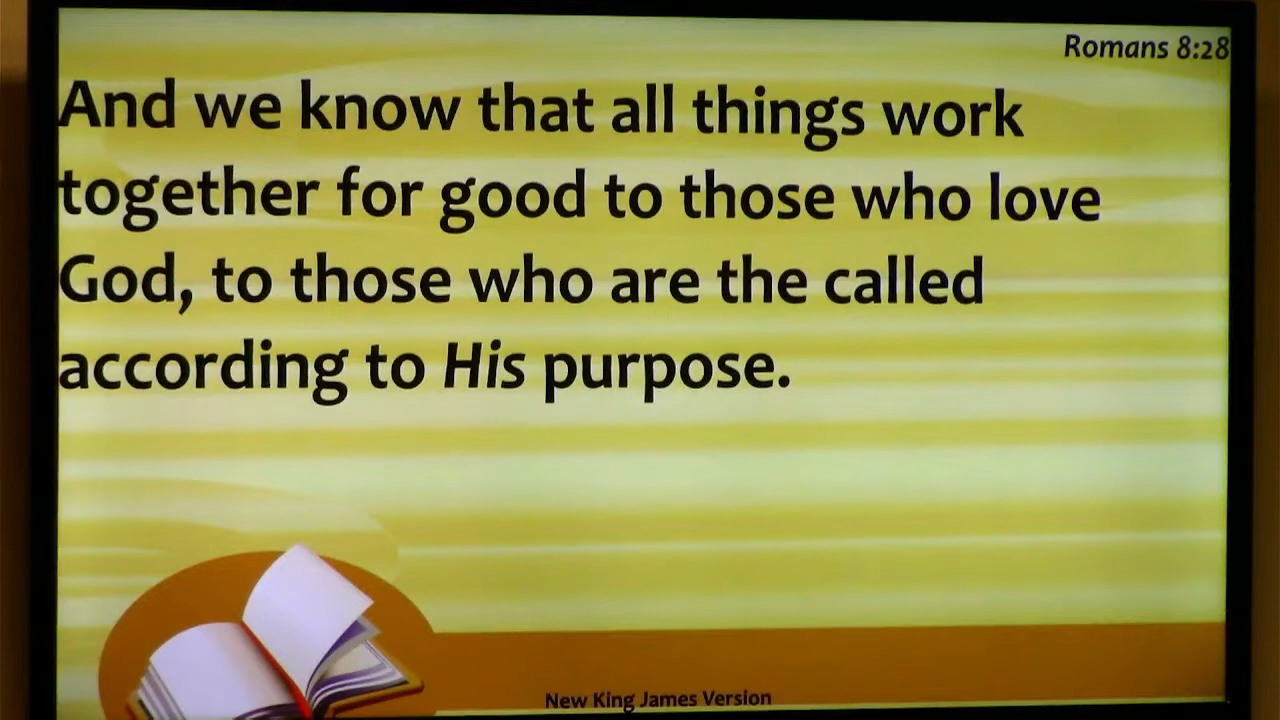 Romans 8:28
And we know that all things work
together for good to those who love
God, to those who are the called
according to His purpose.
New King James Version